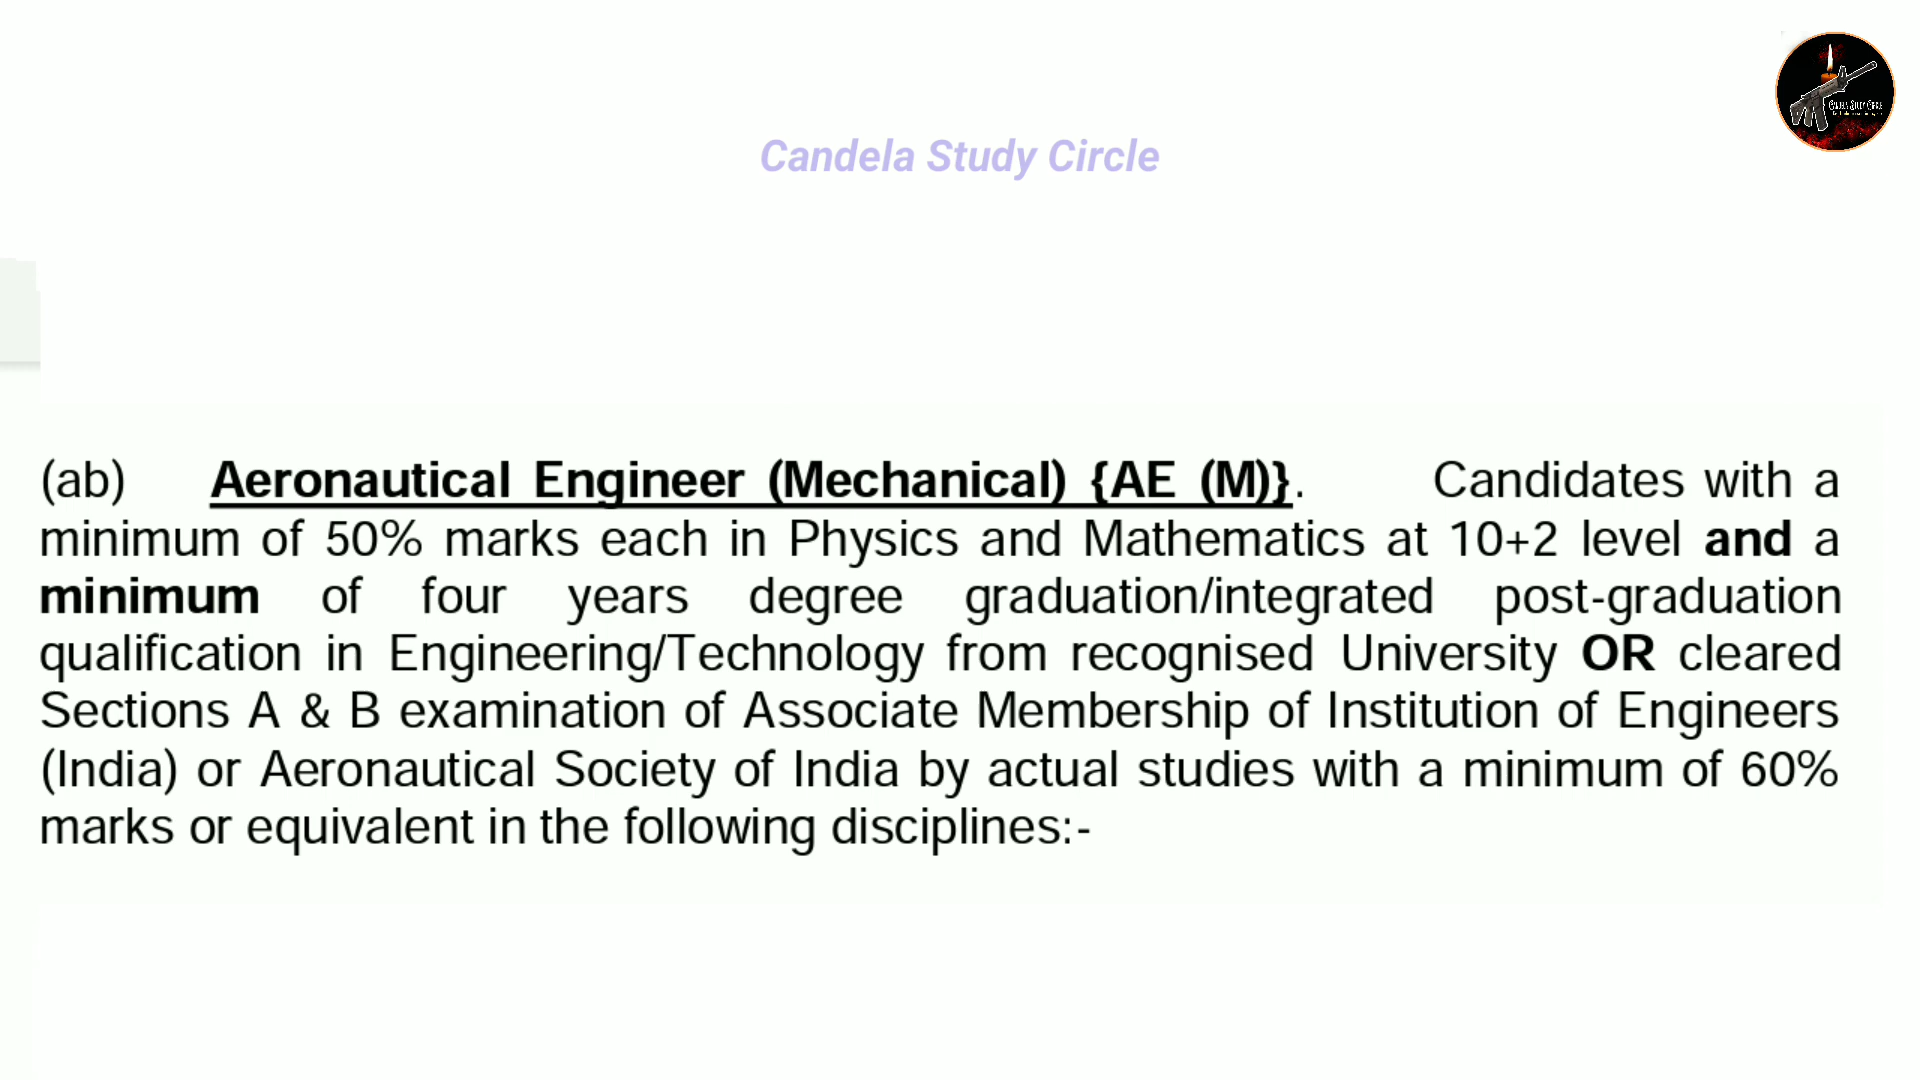 Candela Study Circle
(ab) Aeronautical Engineer (Mechanical) {AE (M)}. Candidates with a
minimum of 50% marks each in Physics and Mathematics at 10+2 level and a
minimum of four years degree graduation/integrated post-graduation
qualification in Engineering/Technology from recognised University OR cleared
Sections A & B examination of Associate Membership of Institution of Engineers
(India) or Aeronautical Society of India by actual studies with a minimum of 60%
marks or equivalent in the following disciplines:-